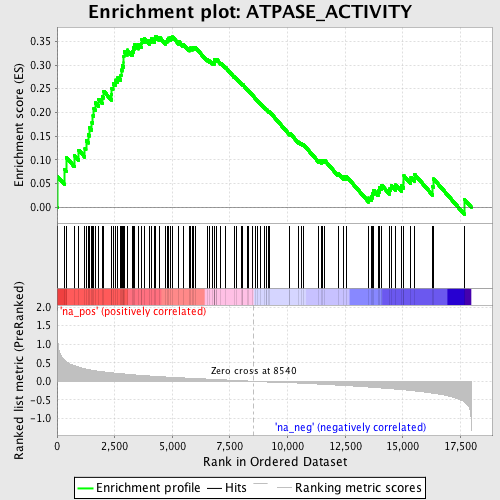 Enrichment plot: ATPASE_ACTIVITY
Enrichment score (ES)
0.35
0.30
0.25
0.20
0.15
0.10
0.05
0.00
'na_pos' (positively correlated)
Ranked list metric (PreRanked)
2.0
1.5
1.0
0.5
0.0
-0.5
-1.0
Zero cross at 8540
'na_neg' (negatively correlated)
0
2,500
5,000
7,500
10,000
12,500
15,000
17,500
Rank in Ordered Dataset
Enrichment profile
Hits
Ranking metric scores